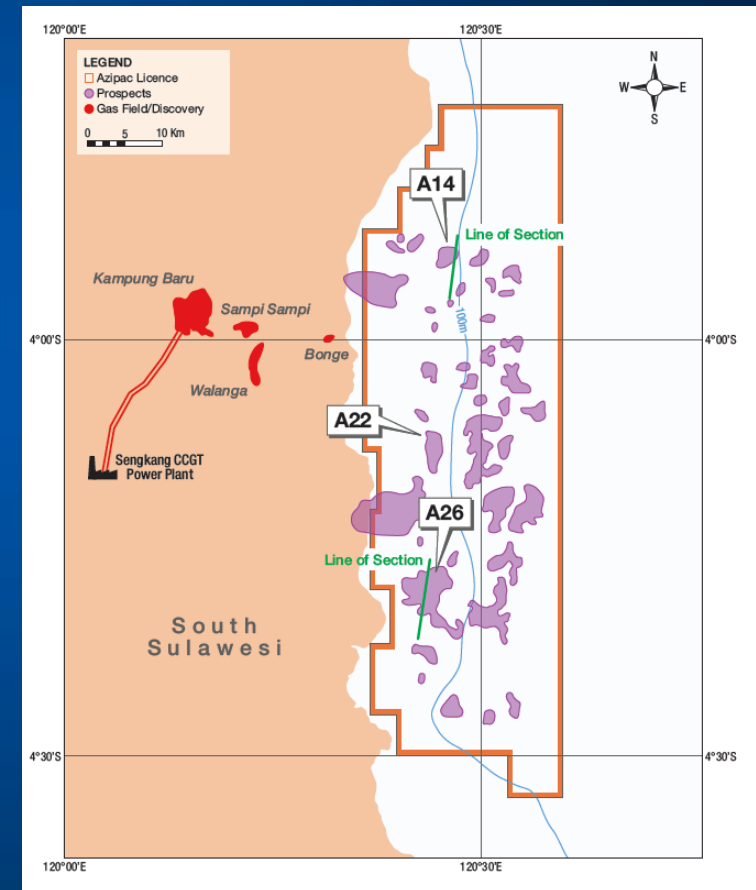 120°00'E
120°30'E
LEGEND
Azipac Licence
Prospects
Gas Field/Discovery
0 5 10 Km
N
W E
S
A14
Line of Section
Kampung Baru
Sampi Sampi
100m
4°00'S
4°00'S
Bonge
Walanga
A22
Sengkang CCGT
Power Plant
A26
Line of Section
South
Sulawesi
4°30'S
4°30'S
120°00'E
120°30'E